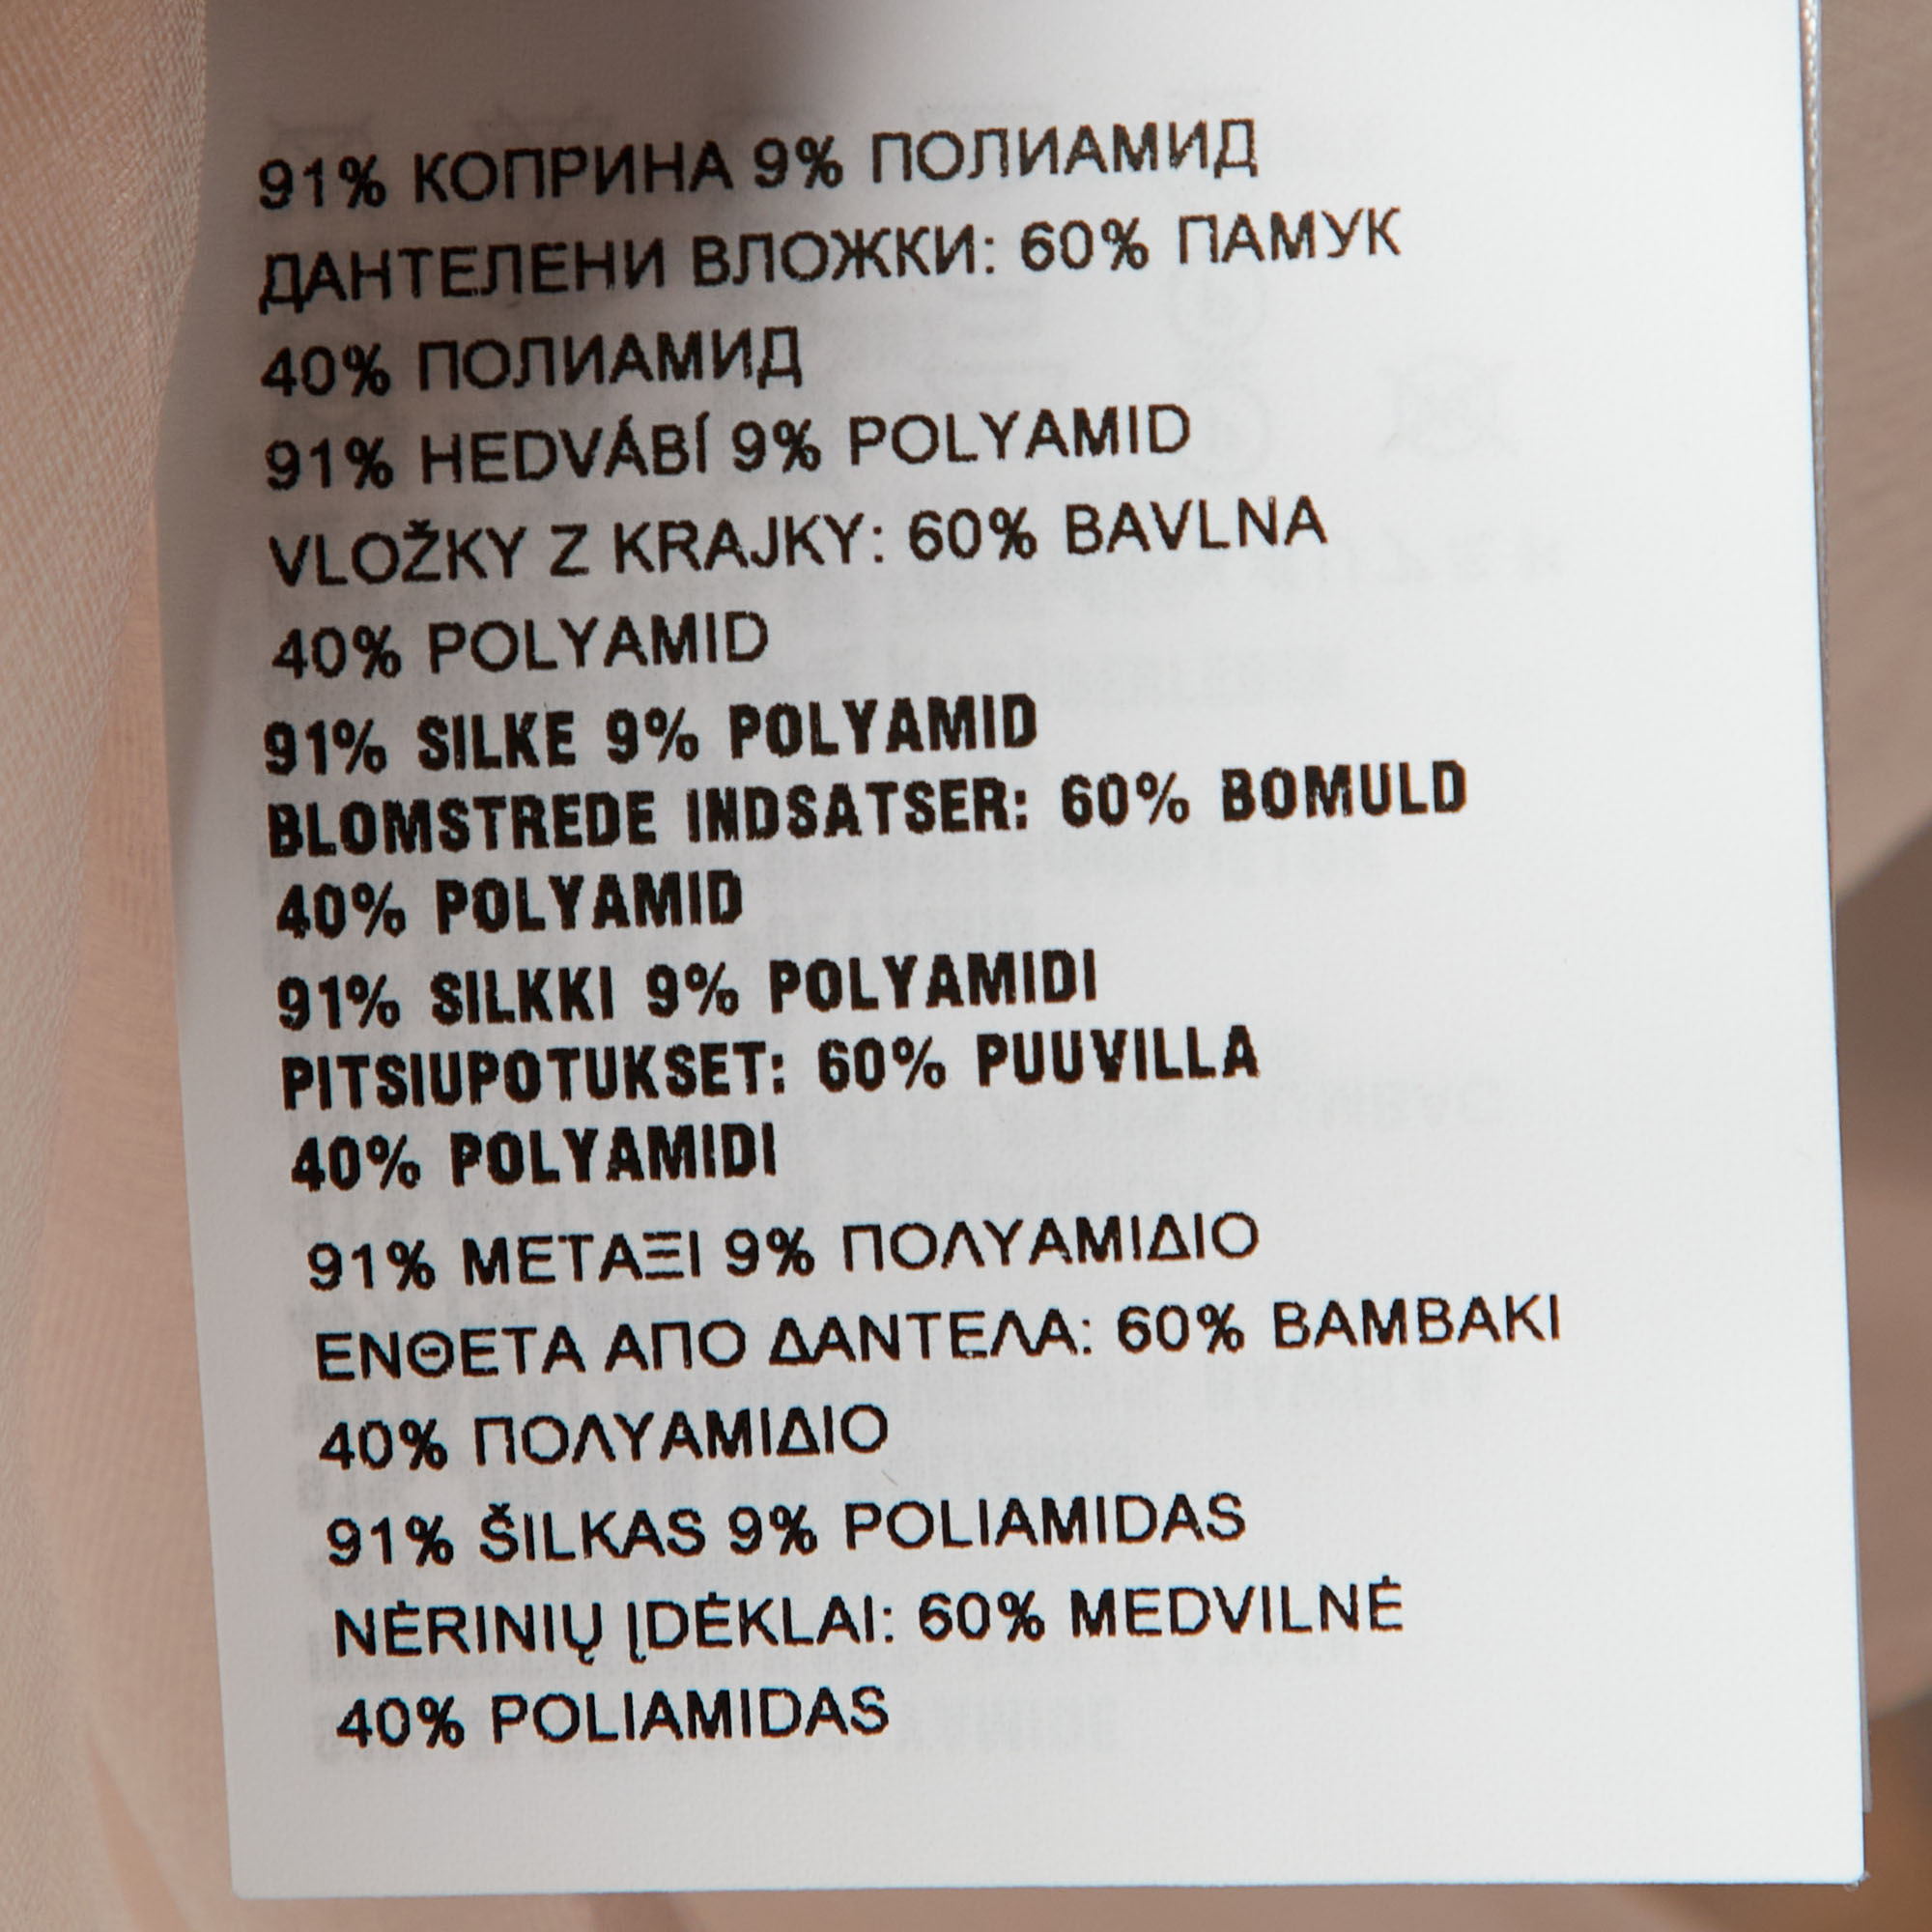 91% КОПРИНА 9% ПОЛИАМИД
ДАНТЕЛЕНИ ВЛОЖКИ: 60% ПАМУК
40% ПОЛИАМИД
91% HEDVÁBÍ 9% POLYAMID
VLOŽKY Z KRAJKY: 60% BAVLNA
40% POLYAMID
91% SILKE 9% POLYAMID
BLOMSTREDE INDSATSER: 60% BOMULD
40% POLYAMID
91% SILKKI 9% POLYAMIDI
PITSIUPOTUKSET: 60% PUUVILLA
40% POLYAMIDI
91% ΜΕΤΑΞΙ 9% ΠΟΛΥΑΜΙΔΙΟ
ΕΝΘΕΤΑ ΑΠΟ ΔΑΝΤΕΛΑ: 60% ΒΑΜΒΑΚΙ
40% ΠΟΛΥΑΜΙΔΙΟ
91% ŠILKAS 9% POLIAMIDAS
NĖRINIŲ ĮDĖKLAI: 60% MEDVILNĖ
40% POLIAMIDAS